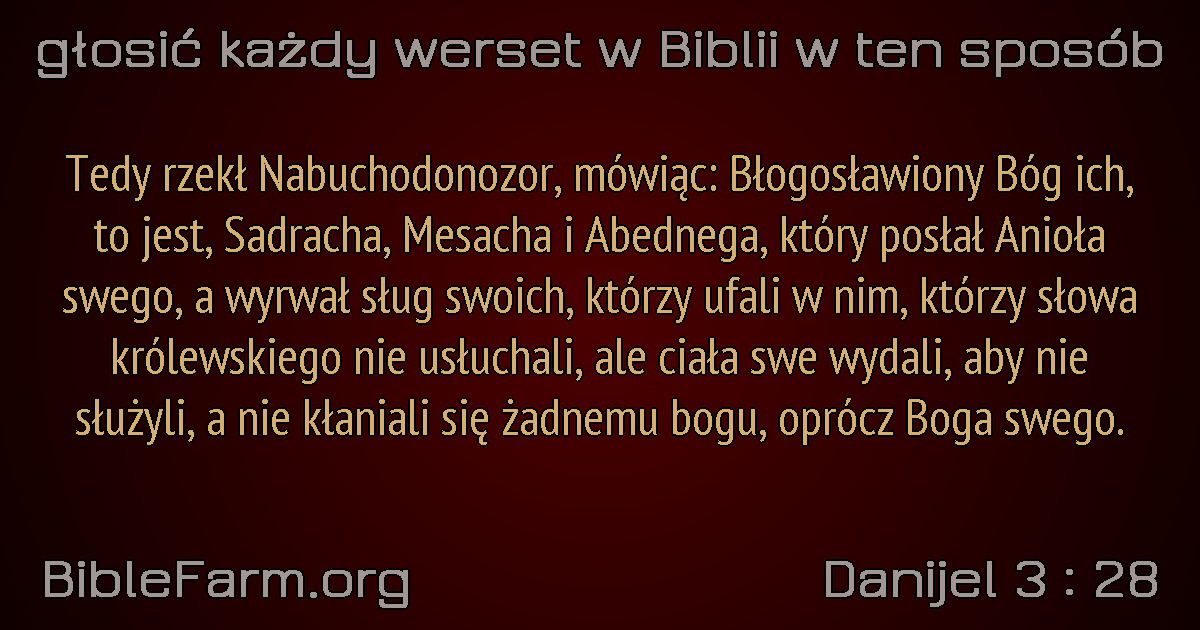 głosić każdy werset w Biblii w ten sposób
Tedy rzekł Nabuchodonozor, mówiąc: Błogosławiony Bóg ich,
to jest, Sadracha, Mesacha i Abednega, który posłał Anioła
swego, a wyrwał sług swoich, którzy ufali w nim, którzy słowa
królewskiego nie usłuchali, ale ciała swe wydali, aby nie
służyli, a nie kłaniali się żadnemu bogu, oprócz Boga swego.
BibleFarm.org
Danijel 3 : 28